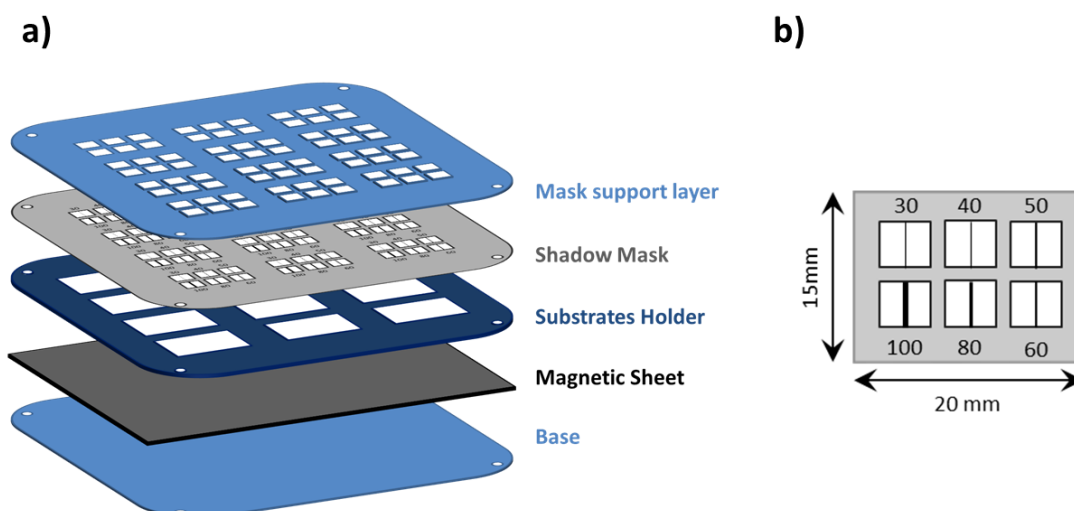 a)
b)
Mask support layer
Shadow Mask
Substrates Holder
Magnetic Sheet
Base
30 40 50
100 80 60
15mm
20 mm